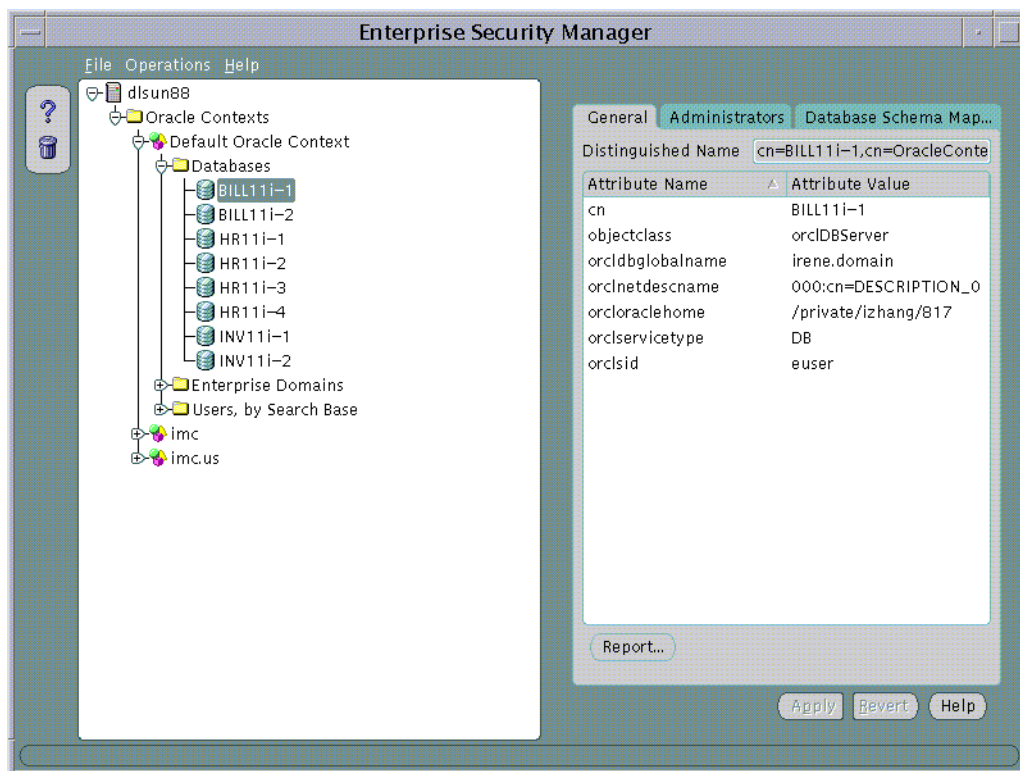 Enterprise Security Manager
File Operations Help
dlsun88
Oracle Contexts
Default Oracle Context
Databases
BILL11i-1
BILL11i-2
HR11i-1
HR11i-2
HR11i-3
HR11i-4
INV11i-1
INV11i-2
Enterprise Domains
Users, by Search Base
imc
imc.us
General Administrators Database Schema Map...
Distinguished Name cn=BILL11i-1,cn=OracleConte
Attribute Name Attribute Value
cn BILL11i-1
objectclass orclDBServer
orcldbglobalname irene.domain
orclnetdescname 000:cn=DESCRIPTION_0
orcloraclehome /private/izhang/817
orclservicetype DB
orclsid euser
Report...
Apply Revert Help